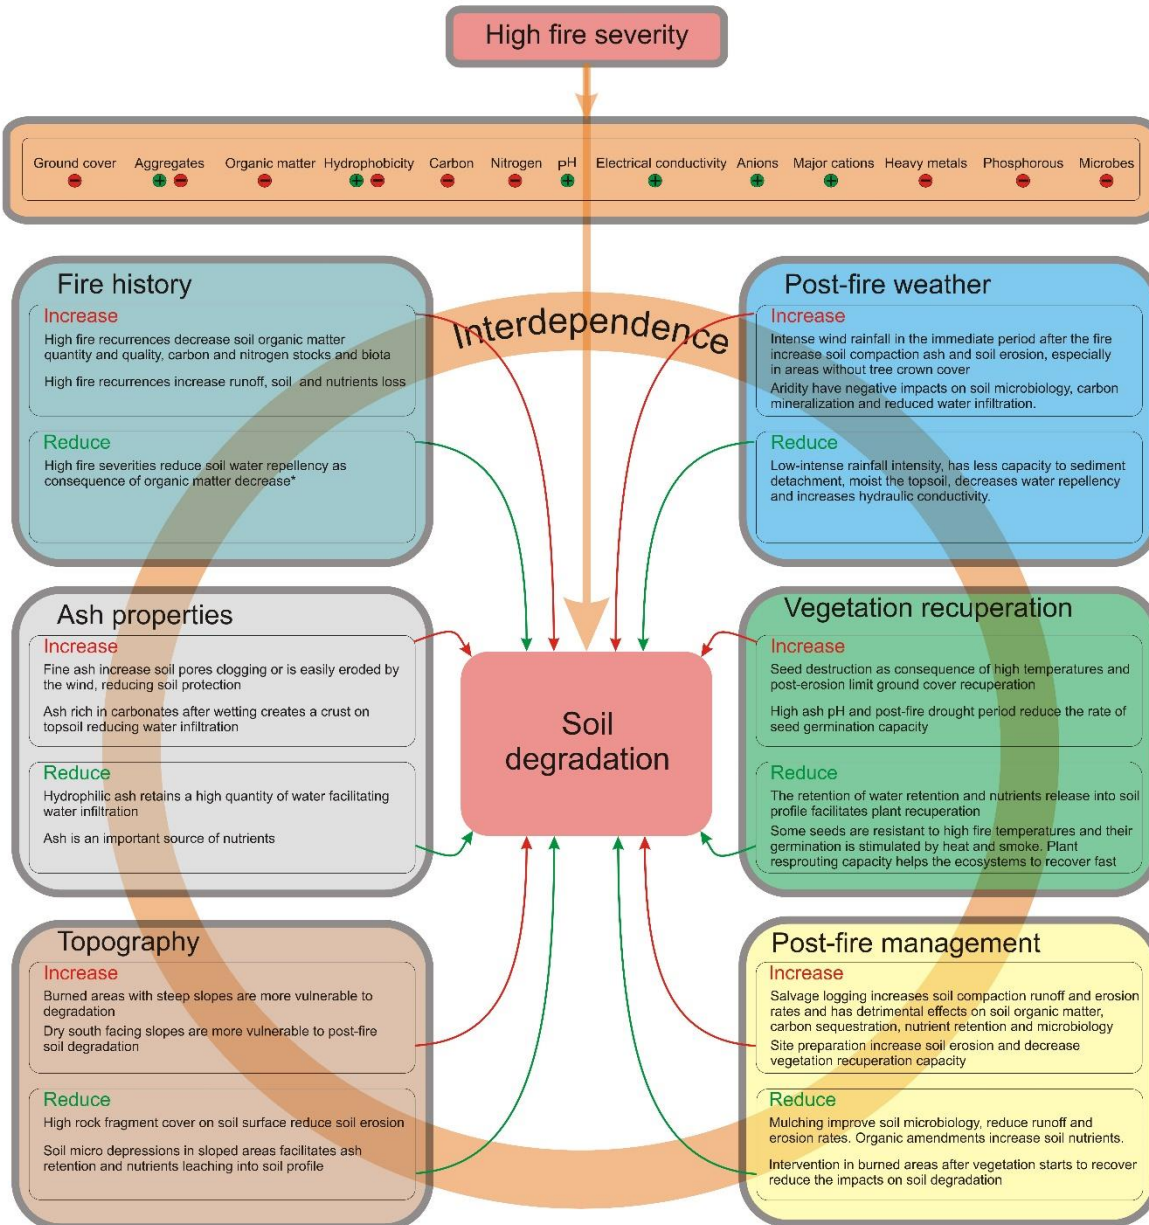 High fire severity
Ground cover Aggregates Organic matter Hydrophobicity Carbon Nitrogen pH Electrical conductivity Anions Major cations Heavy metals Phosphorous Microbes
Interdependence
Fire history
Increase
High fire recurrences decrease soil organic matter
quantity and quality, carbon and nitrogen stocks and biota
High fire recurrences increase runoff, soil and nutrients loss
Reduce
High fire severities reduce soil water repellency as
consequence of organic matter decrease*
Post-fire weather
Increase
Intense wind rainfall in the immediate period after the fire
increase soil compaction ash and soil erosion, especially
in areas without tree crown cover
Aridity have negative impacts on soil microbiology, carbon
mineralization and reduced water infiltration.
Reduce
Low-intense rainfall intensity, has less capacity to sediment
detachment, moist the topsoil, decreases water repellency
and increases hydraulic conductivity.
Ash properties
Increase
Fine ash increase soil pores clogging or is easily eroded by
the wind, reducing soil protection
Ash rich in carbonates after wetting creates a crust on
topsoil reducing water infiltration
Reduce
Hydrophilic ash retains a high quantity of water facilitating
water infiltration
Ash is an important source of nutrients
Soil
degradation
Vegetation recuperation
Increase
Seed destruction as consequence of high temperatures and
post-erosion limit ground cover recuperation
High ash pH and post-fire drought period reduce the rate of
seed germination capacity
Reduce
The retention of water retention and nutrients release into soil
profile facilitates plant recuperation
Some seeds are resistant to high fire temperatures and their
germination is stimulated by heat and smoke. Plant
resprouting capacity helps the ecosystems to recover fast
Topography
Increase
Burned areas with steep slopes are more vulnerable to
degradation
Dry south facing slopes are more vulnerable to post-fire
soil degradation
Reduce
High rock fragment cover on soil surface reduce soil erosion
Soil micro depressions in sloped areas facilitates ash
retention and nutrients leaching into soil profile
Post-fire management
Increase
Salvage logging increases soil compaction runoff and erosion
rates and has detrimental effects on soil organic matter,
carbon sequestration, nutrient retention and microbiology
Site preparation increase soil erosion and decrease
vegetation recuperation capacity
Reduce
Mulching improve soil microbiology, reduce runoff and
erosion rates. Organic amendments increase soil nutrients.
Intervention in burned areas after vegetation starts to recover
reduce the impacts on soil degradation